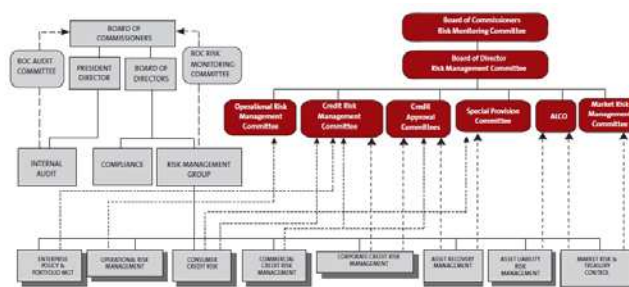 BOARD OF
COMMISSIONERS
BOC AUDIT
COMMITTEE
PRESIDENT
DIRECTOR
BOARD OF
DIRECTORS
BOC RISK
MONITORING
COMMITTEE
INTERNAL
AUDIT
COMPLIANCE
RISK MANAGEMENT
GROUP
Board of Commissioners
Risk Monitoring Committee
Board of Director
Risk Management Committee
Operational Risk
Management
Committee
Credit Risk
Management
Committee
Credit
Approval
Committees
Special Provision
Committee
ALCO
Market Risk
Management
Committee
ENTERPRISE
POLICY &
PORTFOLIO MGT
OPERATIONAL RISK
MANAGEMENT
CONSUMER
CREDIT RISK
COMMERCIAL
CREDIT RISK
MANAGEMENT
CORPORATE CREDIT RISK
MANAGEMENT
ASSET RECOVERY
MANAGEMENT
ASSET LIABILITY
RISK
MANAGEMENT
MARKET RISK &
TREASURY
CONTROL